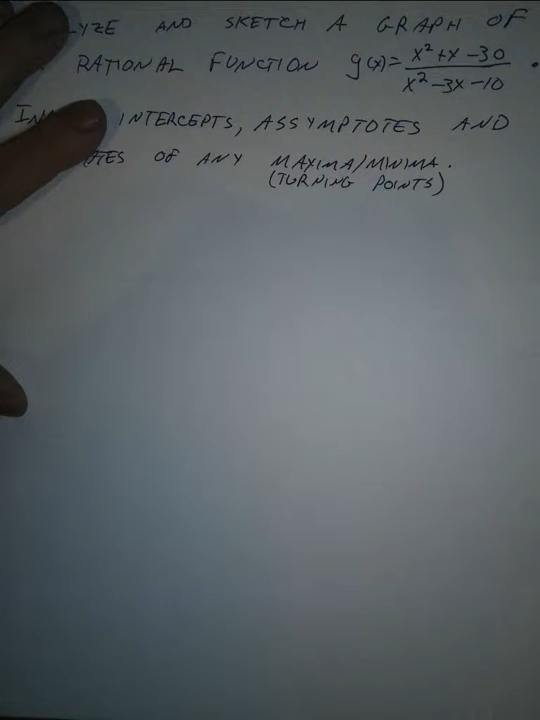 AND SKETCH A GRAPH OF
RATIONAL FUNCTION g(x)= x²+x-30 / x²-3x-10 .
INTERCEPTS, ASSYMPTOTES AND
OF ANY MAXIMA/MINIMA.
(TURNING POINTS)